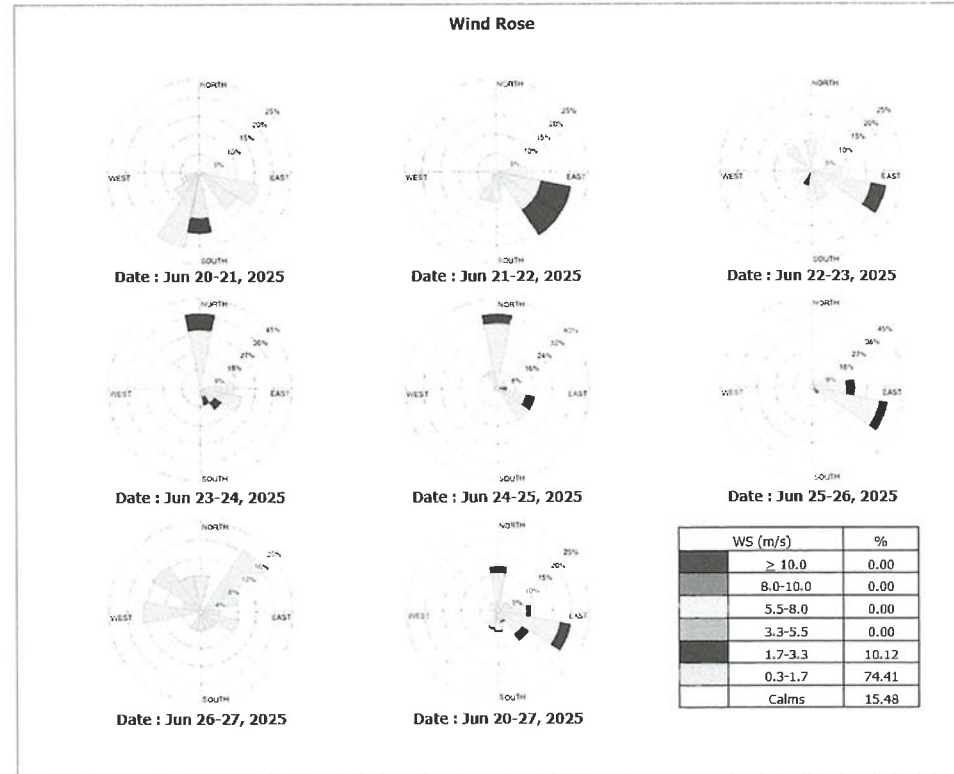 Wind Rose
NORTH
25%
20%
15%
10%
5%
WEST
EAST
SOUTH
Date : Jun 20-21, 2025
NORTH
25%
20%
15%
10%
5%
WEST
EAST
SOUTH
Date : Jun 21-22, 2025
NORTH
25%
20%
15%
10%
5%
WEST
EAST
SOUTH
Date : Jun 22-23, 2025
NORTH
45%
36%
27%
18%
9%
WEST
EAST
SOUTH
Date : Jun 23-24, 2025
NORTH
40%
32%
24%
16%
8%
WEST
EAST
SOUTH
Date : Jun 24-25, 2025
NORTH
45%
36%
27%
18%
9%
WEST
EAST
SOUTH
Date : Jun 25-26, 2025
NORTH
20%
16%
12%
8%
4%
WEST
EAST
SOUTH
Date : Jun 26-27, 2025
NORTH
25%
20%
15%
10%
5%
WEST
EAST
SOUTH
Date : Jun 20-27, 2025
WS (m/s) %
≥ 10.0 0.00
8.0-10.0 0.00
5.5-8.0 0.00
3.3-5.5 0.00
1.7-3.3 10.12
0.3-1.7 74.41
Calms 15.48